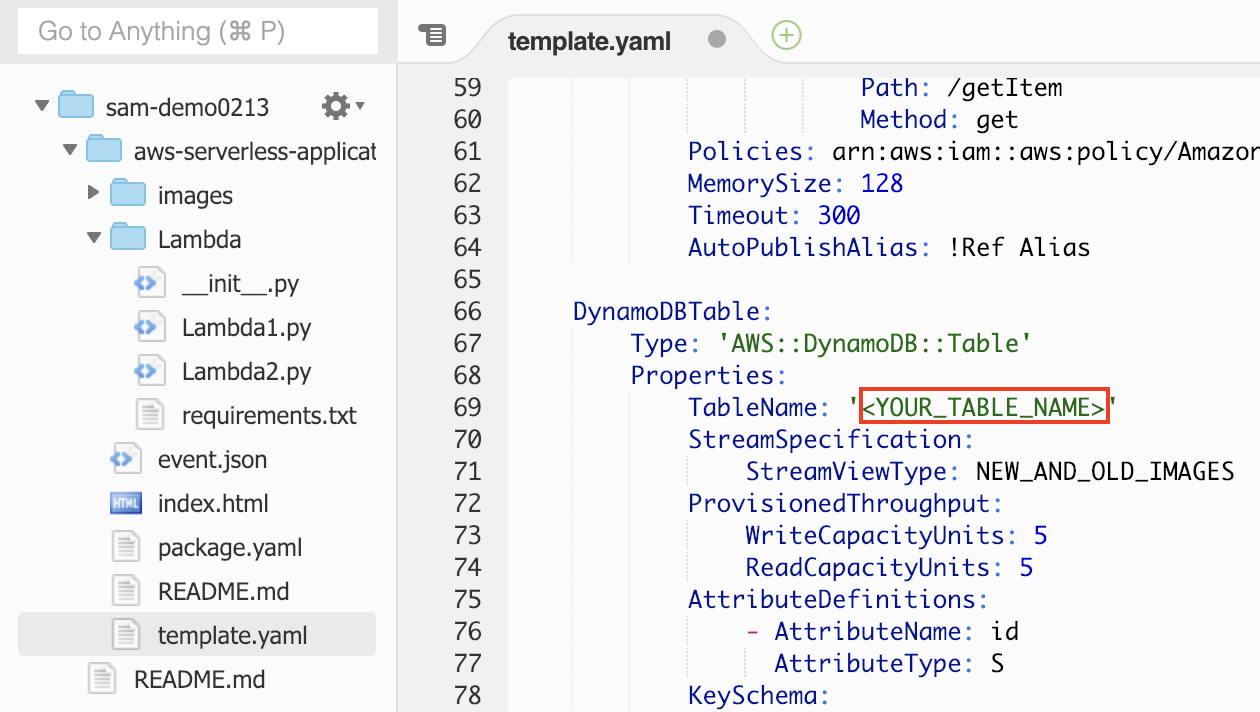 Go to Anything (⌘ P)
template.yaml
sam-demo0213
aws-serverless-applicat
images
Lambda
__init__.py
Lambda1.py
Lambda2.py
requirements.txt
event.json
HTML index.html
package.yaml
README.md
template.yaml
README.md
59 Path: /getItem
60 Method: get
61 Policies: arn:aws:iam::aws:policy/Amazon
62 MemorySize: 128
63 Timeout: 300
64 AutoPublishAlias: !Ref Alias
65
66 DynamoDBTable:
67 Type: 'AWS::DynamoDB::Table'
68 Properties:
69 TableName: '<YOUR_TABLE_NAME>'
70 StreamSpecification:
71 StreamViewType: NEW_AND_OLD_IMAGES
72 ProvisionedThroughput:
73 WriteCapacityUnits: 5
74 ReadCapacityUnits: 5
75 AttributeDefinitions:
76 - AttributeName: id
77 AttributeType: S
78 KeySchema: